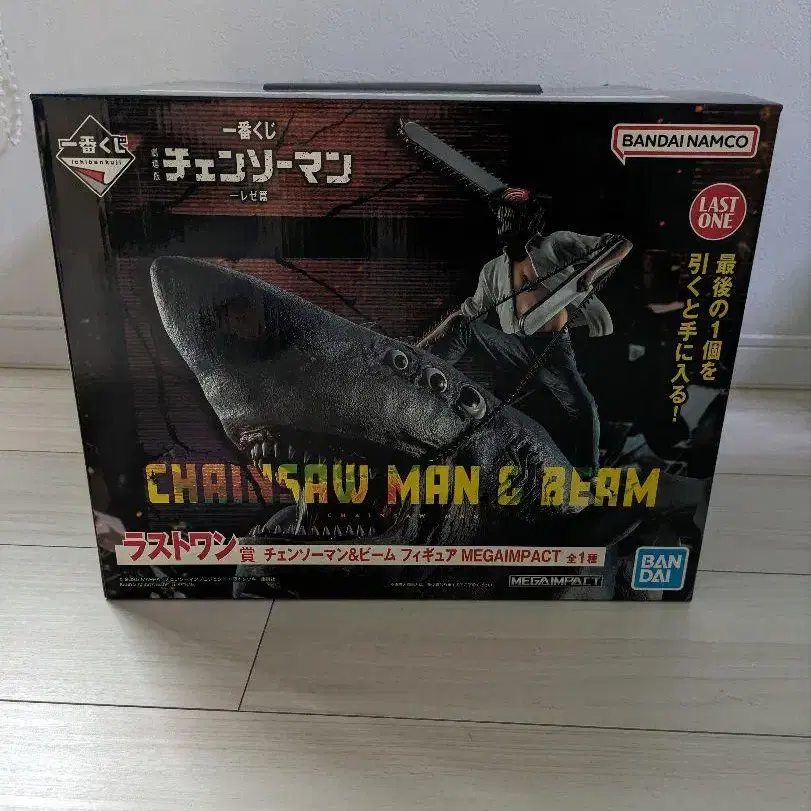 一番くじ
ichibankuji
一番くじ
劇場版 チェンソーマン
ーレゼ篇
BANDAI NAMCO
LAST
ONE
最後の1個を
引くと手に入る!
CHAINSAW MAN & BEAM
ラストワン賞 チェンソーマン&ビーム フィギュア MEGAIMPACT 全1種
MEGAIMPACT
BAN
DAI